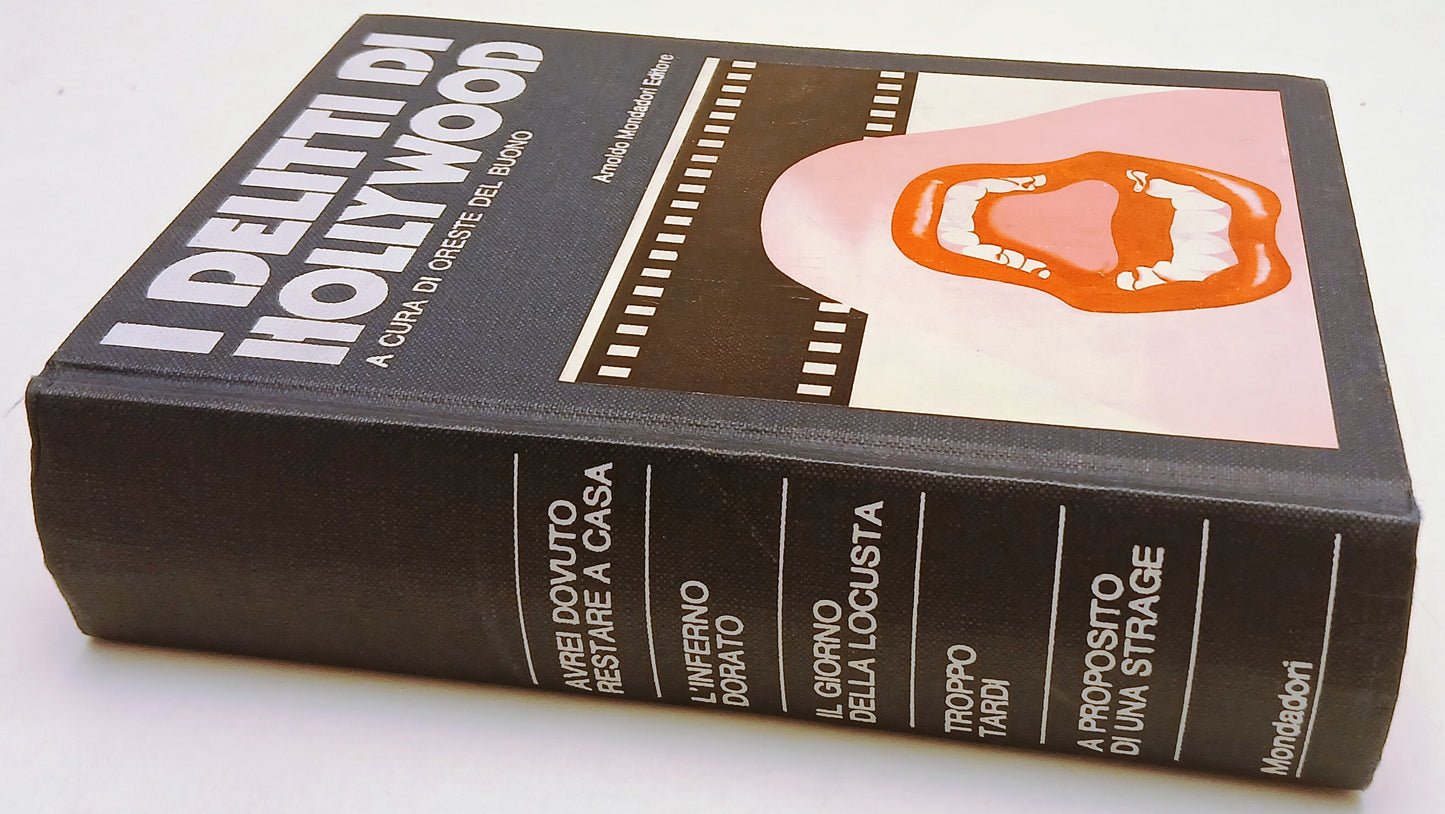 I DELITTI DI
HOLLYWOOD
A CURA DI ORESTE DEL BUONO
Arnoldo Mondadori Editore
AVREI DOVUTO
RESTARE A CASA
L'INFERNO
DORATO
IL GIORNO
DELLA LOCUSTA
TROPPO
TARDI
A PROPOSITO
DI UNA STRAGE
Mondadori